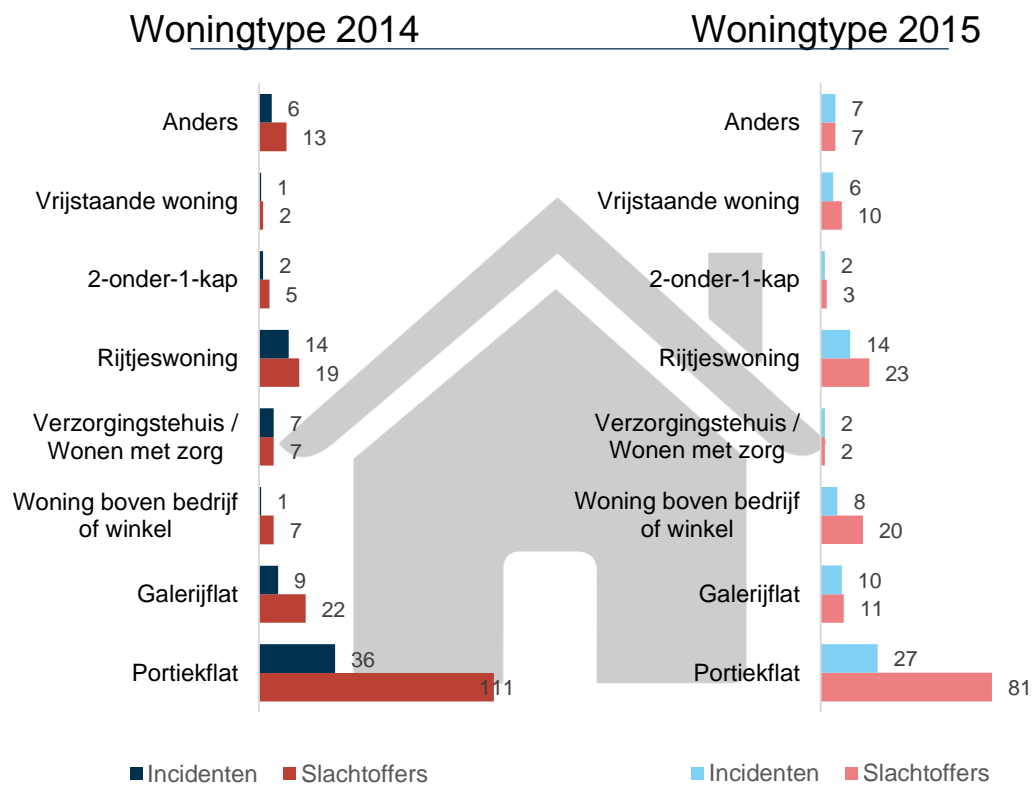 Woningtype 2014
Anders
6
13
Vrijstaande woning
1
2
2-onder-1-kap
2
5
Rijtjeswoning
14
19
Verzorgingstehuis /
Wonen met zorg
7
7
Woning boven bedrijf
of winkel
1
7
Galerijflat
9
22
Portiekflat
36
111
Incidenten
Slachtoffers
Woningtype 2015
Anders
7
7
Vrijstaande woning
6
10
2-onder-1-kap
2
3
Rijtjeswoning
14
23
Verzorgingstehuis /
Wonen met zorg
2
2
Woning boven bedrijf
of winkel
8
20
Galerijflat
10
11
Portiekflat
27
81
Incidenten
Slachtoffers